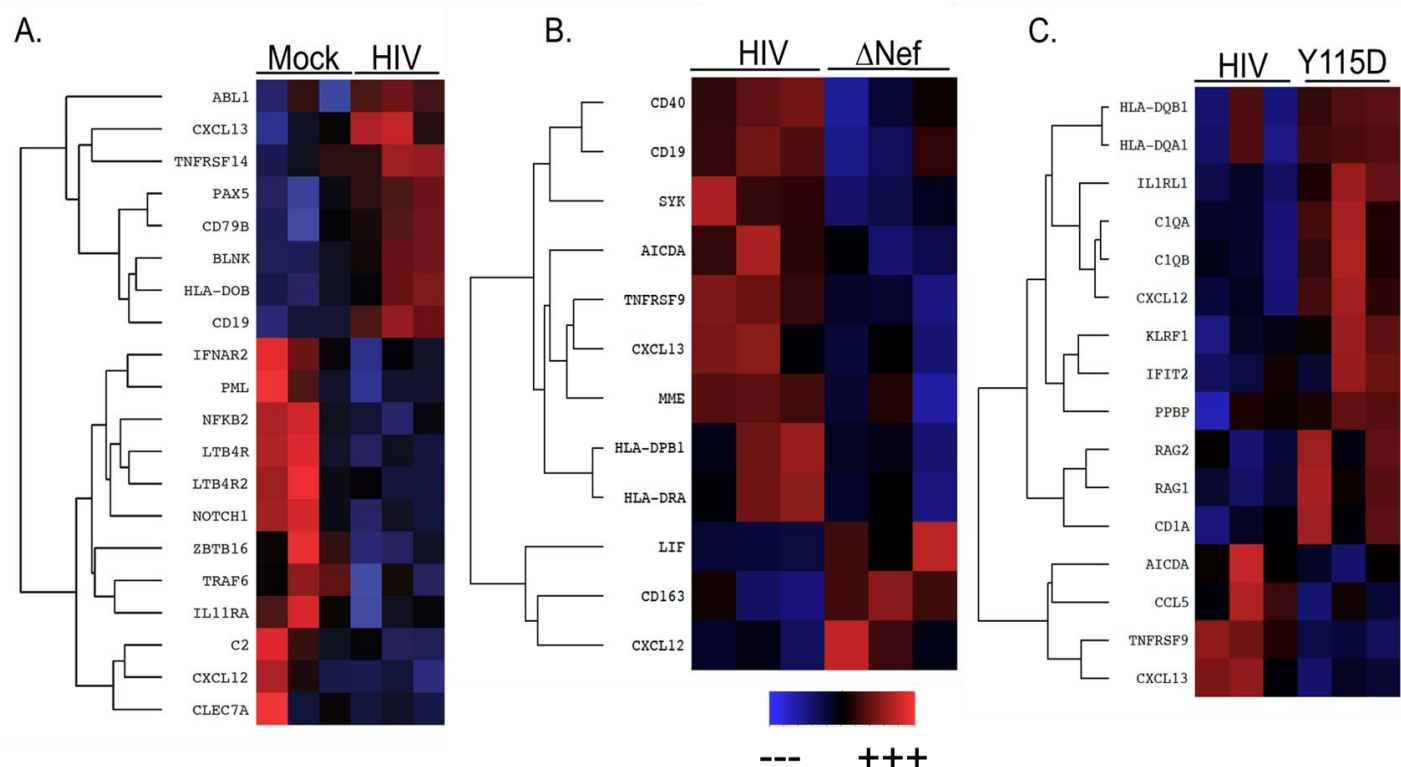 A.
Mock HIV
ABL1
CXCL13
TNFRSF14
PAX5
CD79B
BLNK
HLA-DOB
CD19
IFNAR2
PML
NFKB2
LTB4R
LTB4R2
NOTCH1
ZBTB16
TRAF6
IL11RA
C2
CXCL12
CLEC7A
B.
HIV ΔNef
CD40
CD19
SYK
AICDA
TNFRSF9
CXCL13
MME
HLA-DPB1
HLA-DRA
LIF
CD163
CXCL12
--- +++
C.
HIV Y115D
HLA-DQB1
HLA-DQA1
IL1RL1
C1QA
C1QB
CXCL12
KLRF1
IFIT2
PPBP
RAG2
RAG1
CD1A
AICDA
CCL5
TNFRSF9
CXCL13